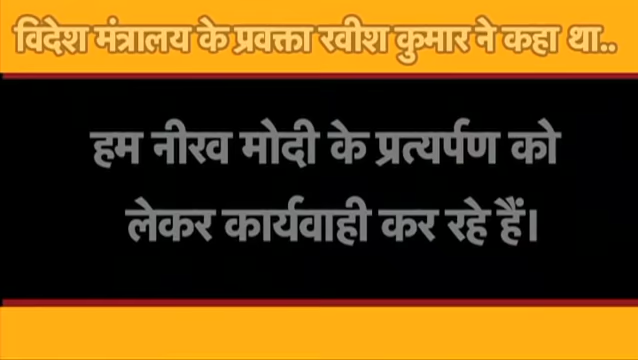 विदेश मंत्रालय के प्रवक्ता रवीश कुमार ने कहा था..
हम नीरव मोदी के प्रत्यर्पण को
लेकर कार्यवाही कर रहे हैं।